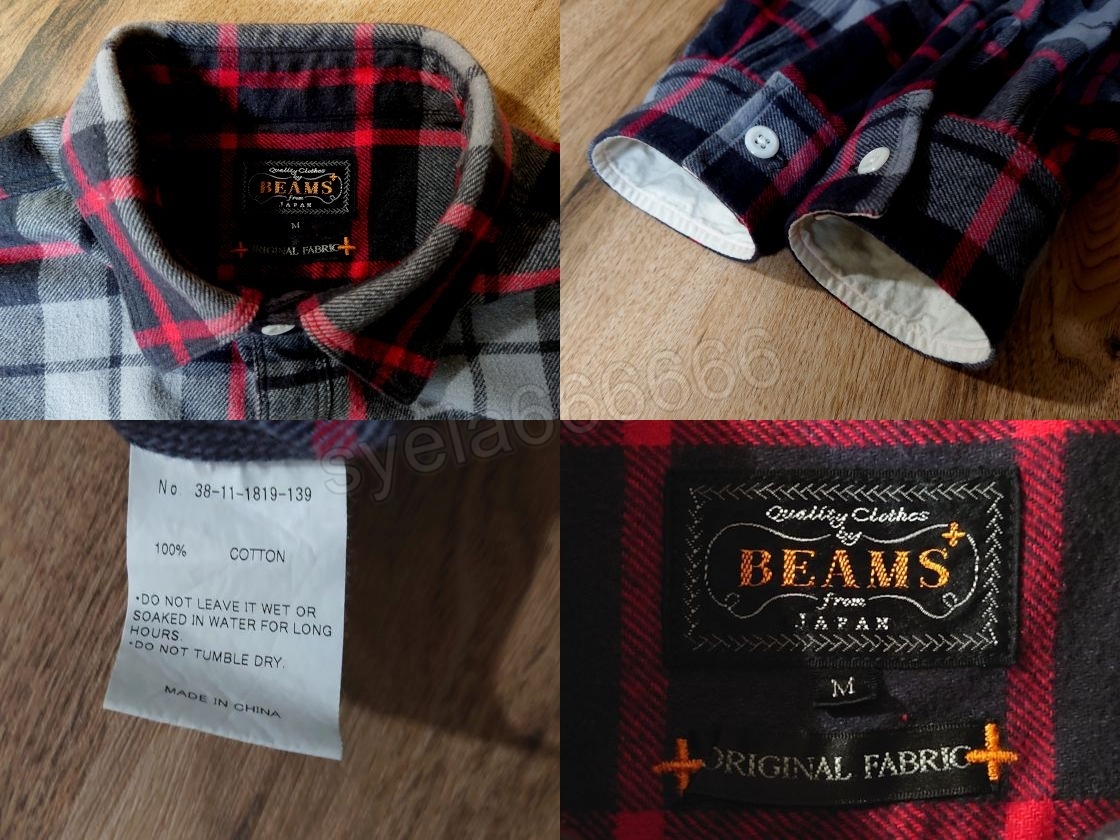 Quality Clothes
by
BEAMS+
from
JAPAN
M
ORIGINAL FABRIC
syela66666
No 38-11-1819-139
100% COTTON
*DO NOT LEAVE IT WET OR
SOAKED IN WATER FOR LONG
HOURS.
*DO NOT TUMBLE DRY.
MADE IN CHINA
Quality Clothes
by
BEAMS+
from
JAPAN
M
ORIGINAL FABRIC